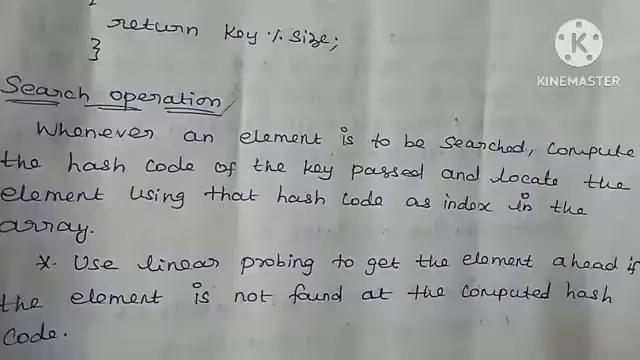 return key % size;
}
KINEMASTER
Search operation
Whenever an element is to be searched, compute
the hash code of the key passed and locate the
element using that hash code as index in the
array.
* Use linear probing to get the element ahead if
the element is not found at the computed hash
code.